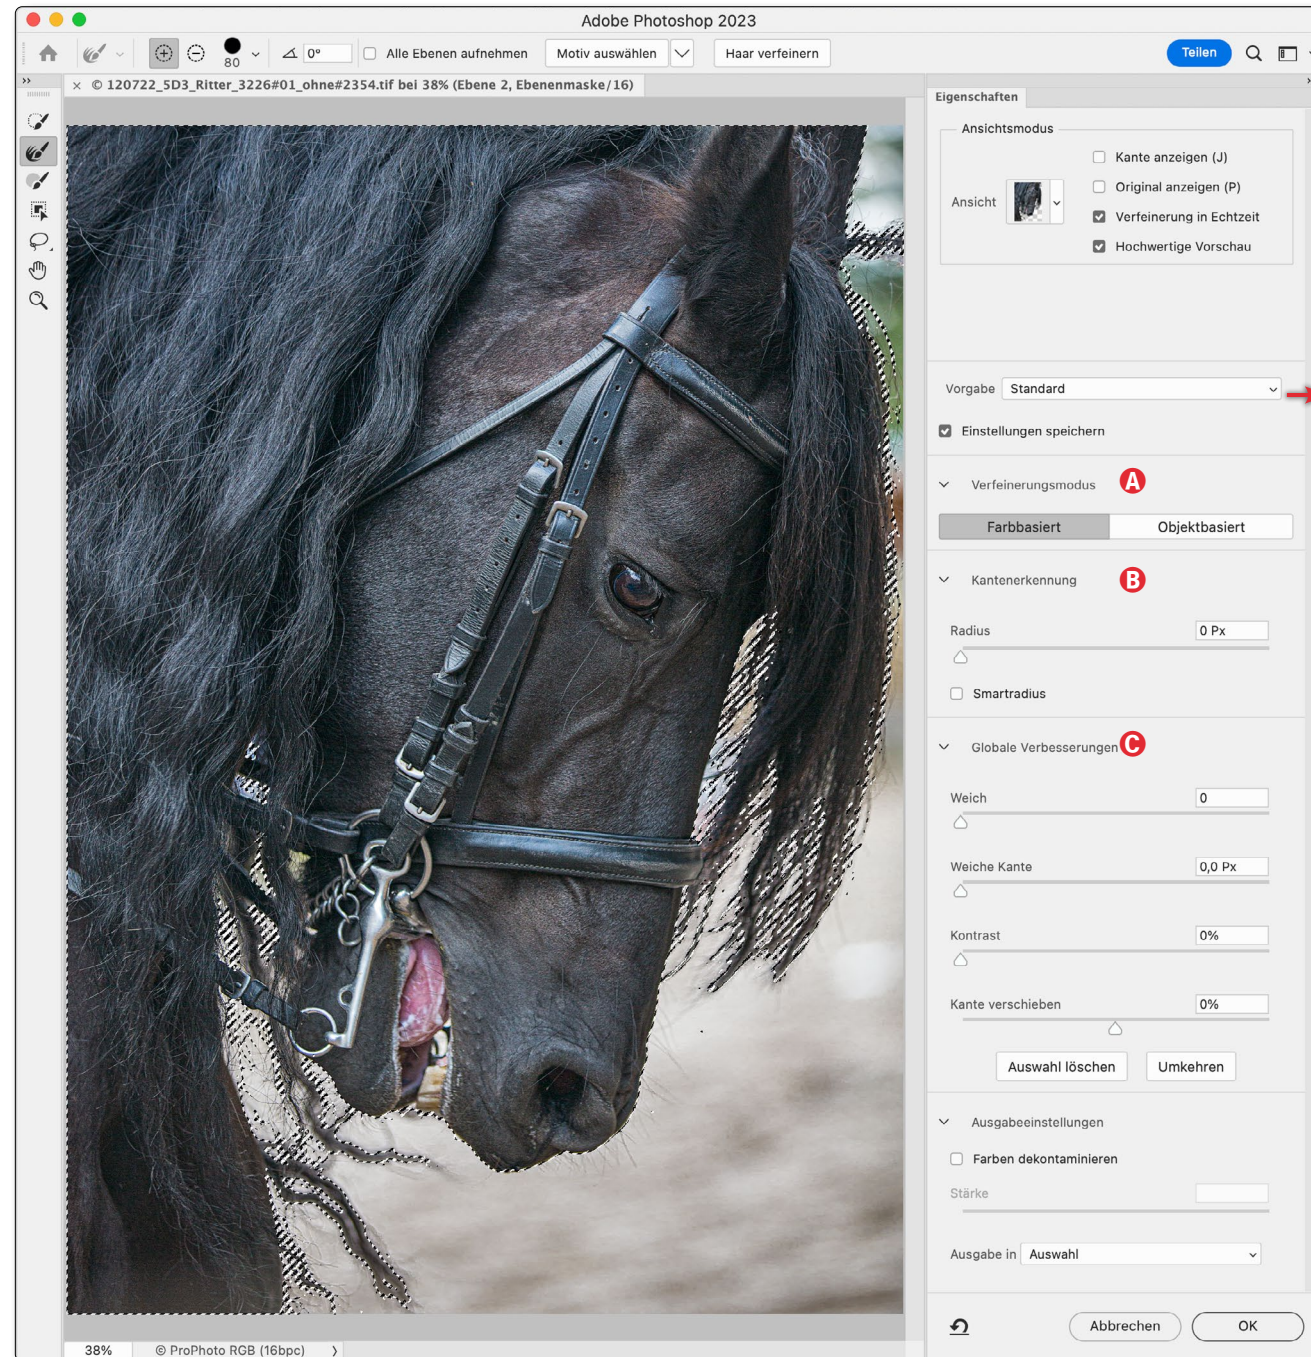 Adobe Photoshop 2023
80
0°
Alle Ebenen aufnehmen
Motiv auswählen
Haar verfeinern
Teilen
× © 120722_5D3_Ritter_3226#01_ohne#2354.tif bei 38% (Ebene 2, Ebenenmaske/16)
Eigenschaften
Ansichtsmodus
Ansicht
Kante anzeigen (J)
Original anzeigen (P)
Verfeinerung in Echtzeit
Hochwertige Vorschau
Vorgabe Standard
Einstellungen speichern
Verfeinerungsmodus A
Farbbasiert Objektbasiert
Kantenerkennung B
Radius 0 Px
Smartradius
Globale Verbesserungen C
Weich 0
Weiche Kante 0,0 Px
Kontrast 0%
Kante verschieben 0%
Auswahl löschen Umkehren
Ausgabeeinstellungen
Farben dekontaminieren
Stärke
Ausgabe in Auswahl
Abbrechen OK
38% © ProPhoto RGB (16bpc)